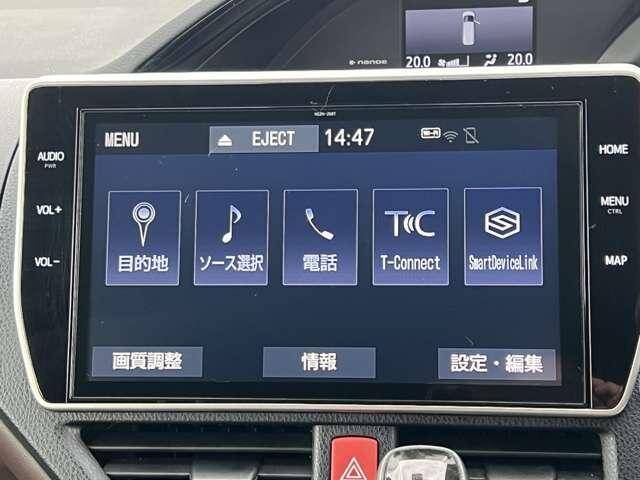 e-nanoe
20.0
20.0
MENU
EJECT
14:47
Wi-Fi
AUDIO
PWR
VOL+
VOL-
HOME
MENU
CTRL
MAP
目的地
ソース選択
電話
T-Connect
SmartDeviceLink
画質調整
情報
設定・編集